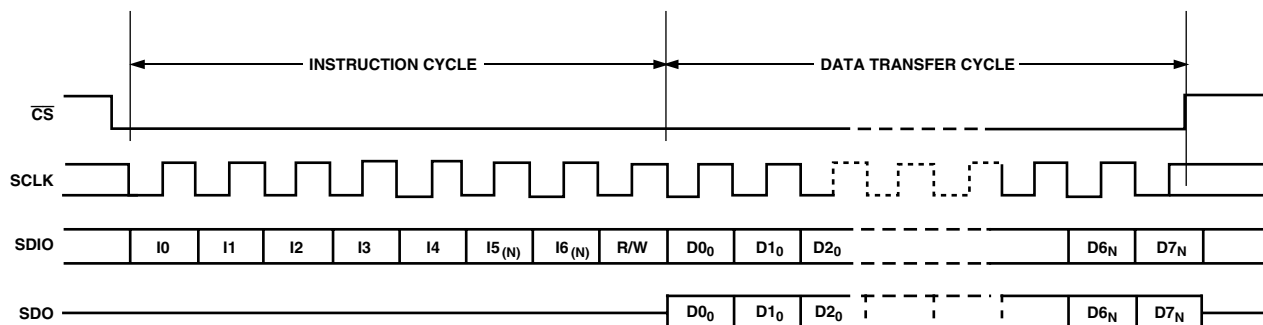 INSTRUCTION CYCLE DATA TRANSFER CYCLE
CS
SCLK
SDIO I0 I1 I2 I3 I4 I5(N) I6(N) R/W D00 D10 D20 D6N D7N
SDO D00 D10 D20 D6N D7N